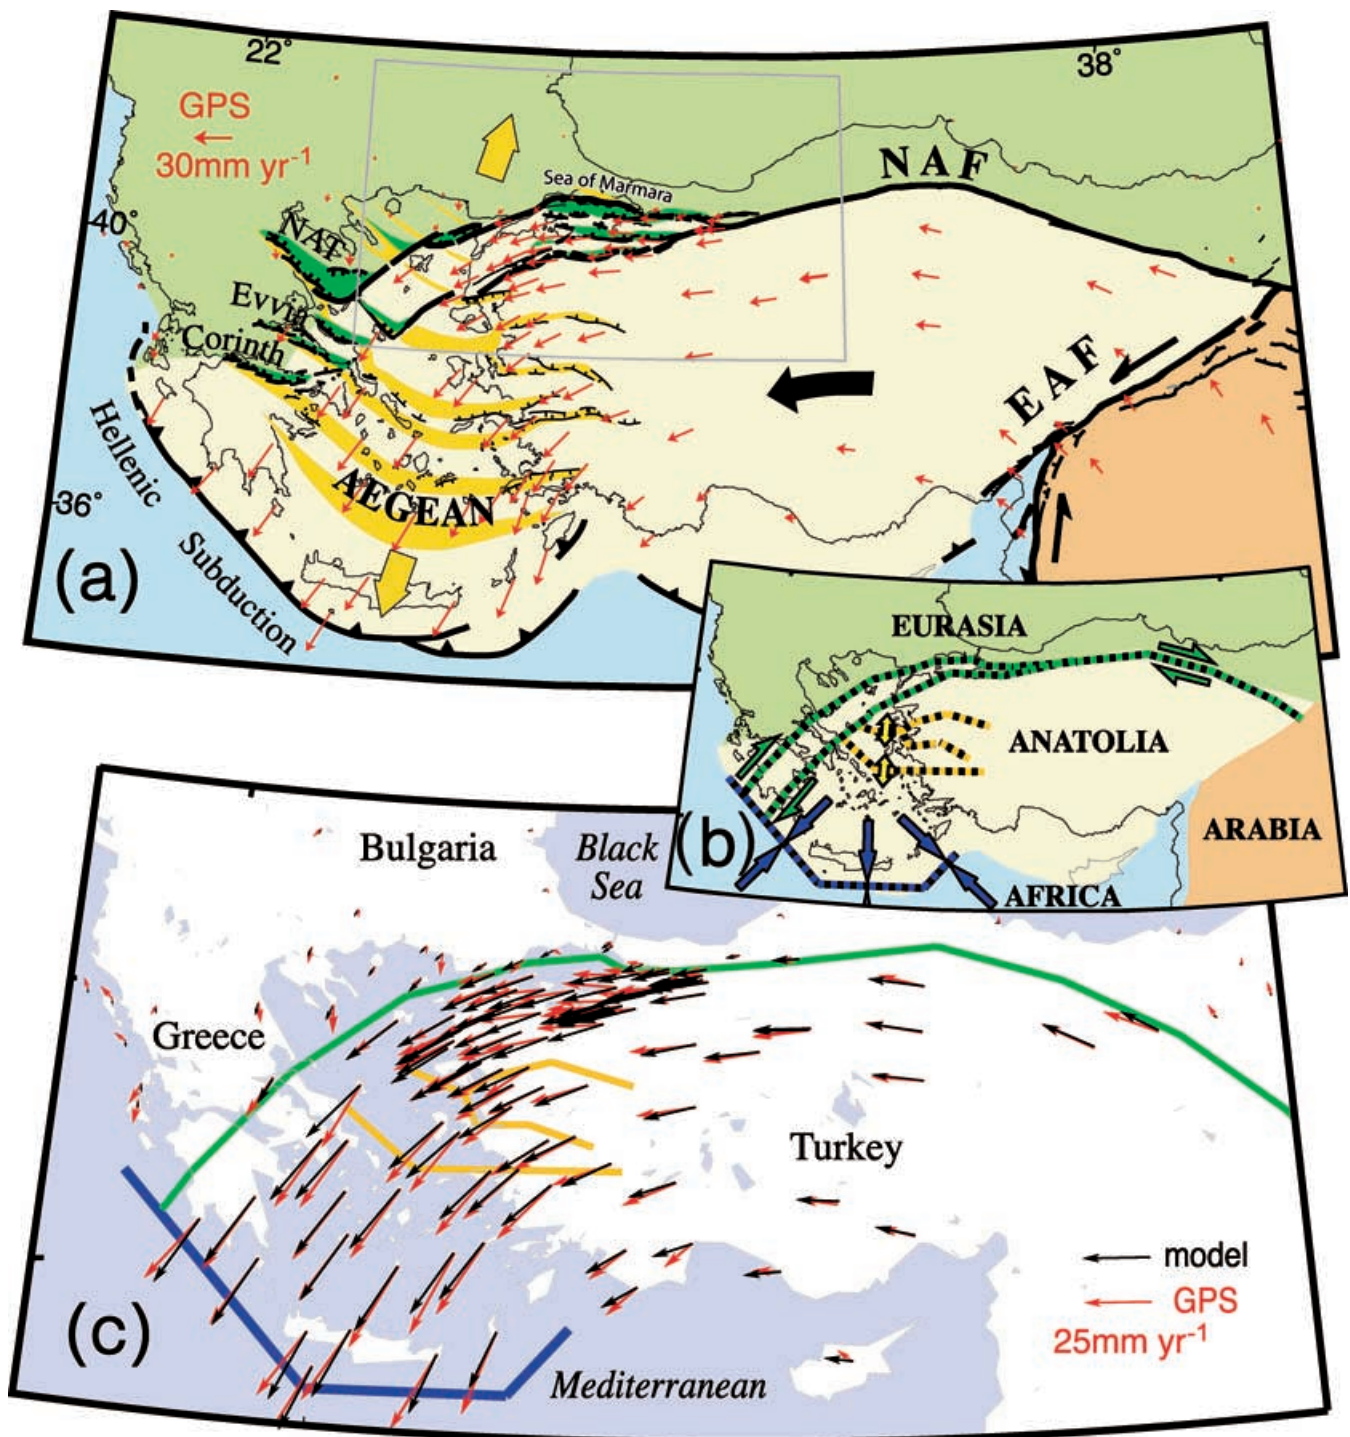 22°
38°
GPS
30mm yr-1
Sea of Marmara
NAF
40°
NAT
Evvia
Corinth
EAF
Hellenic
Subduction
36°
AEGEAN
(a)
EURASIA
ANATOLIA
ARABIA
AFRICA
(b)
Bulgaria
Black
Sea
Greece
Turkey
model
GPS
25mm yr-1
(c)
Mediterranean